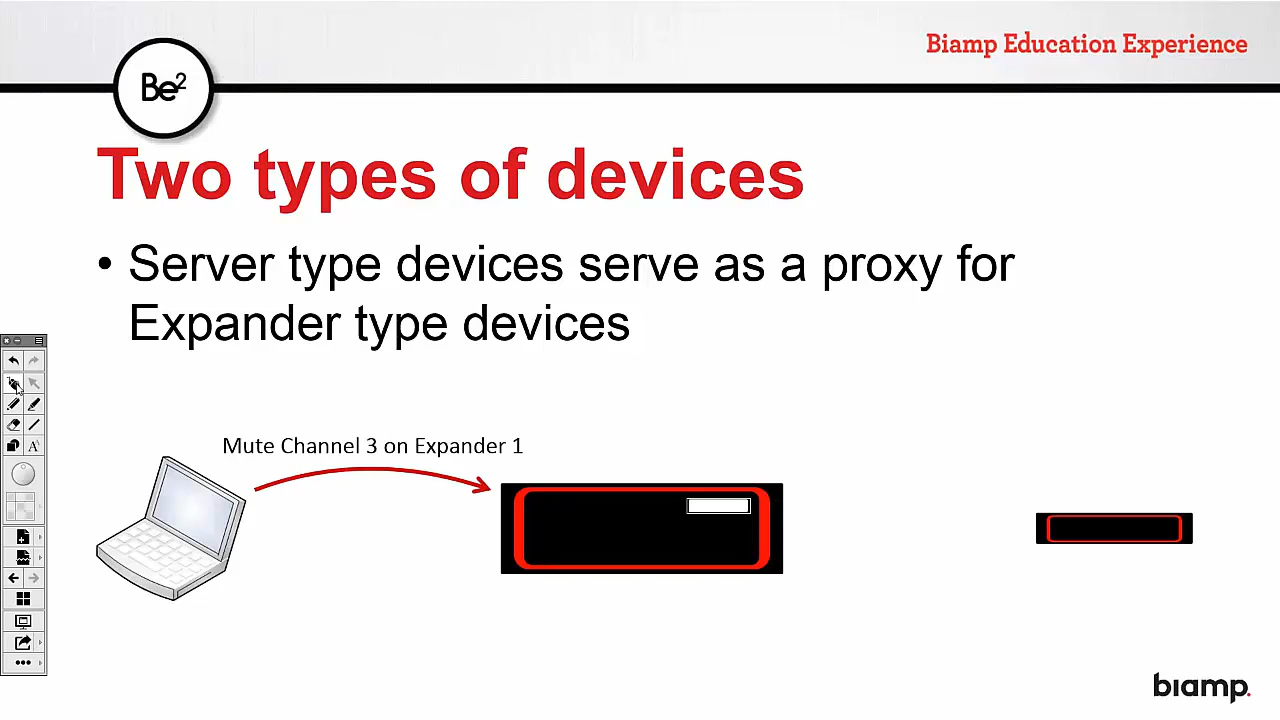 Biamp Education Experience
Be2
Two types of devices
• Server type devices serve as a proxy for
Expander type devices
Mute Channel 3 on Expander 1
A
biamp.